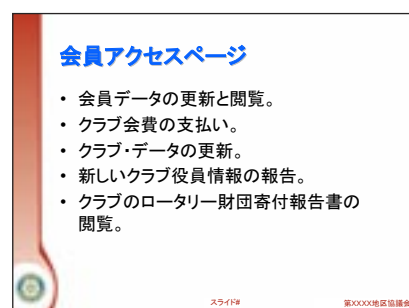 会員アクセスページ
• 会員データの更新と閲覧。
• クラブ会費の支払い。
• クラブ・データの更新。
• 新しいクラブ役員情報の報告。
• クラブのロータリー財団寄付報告書の
閲覧。
スライド#
第XXXX地区協議会